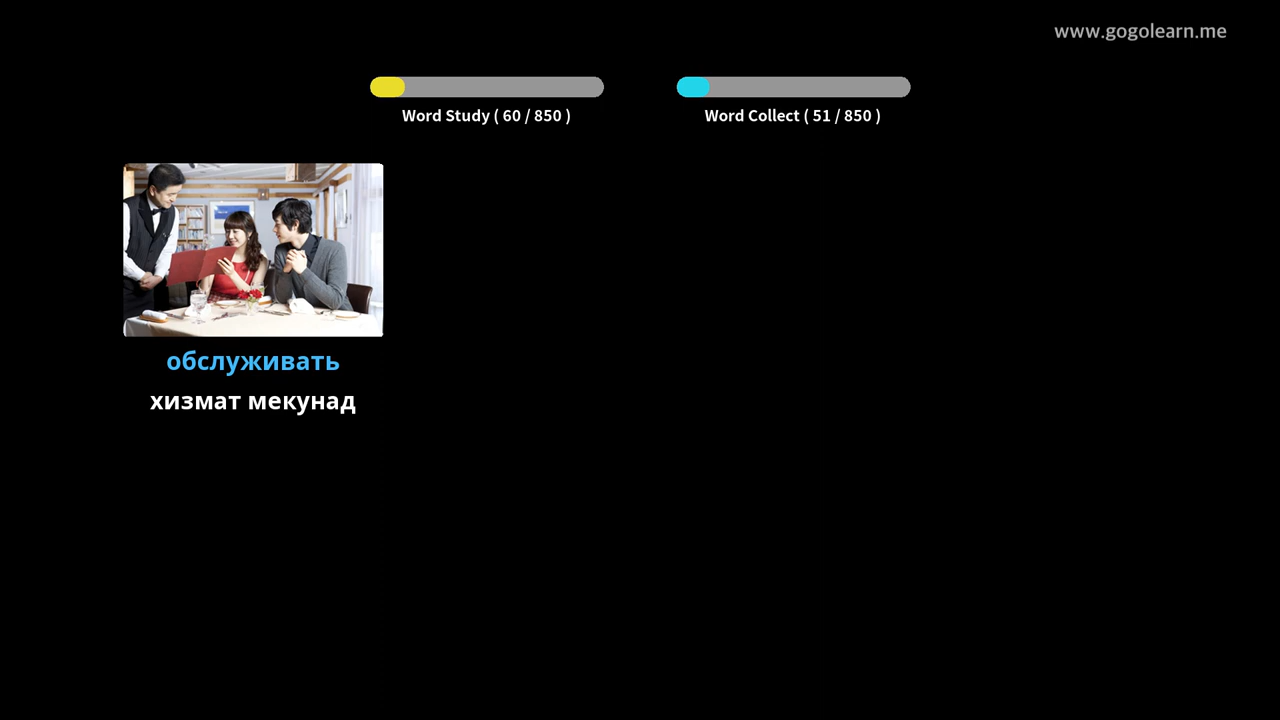 www.gogolearn.me
Word Study ( 60 / 850 )
Word Collect ( 51 / 850 )
обслуживать
хизмат мекунад